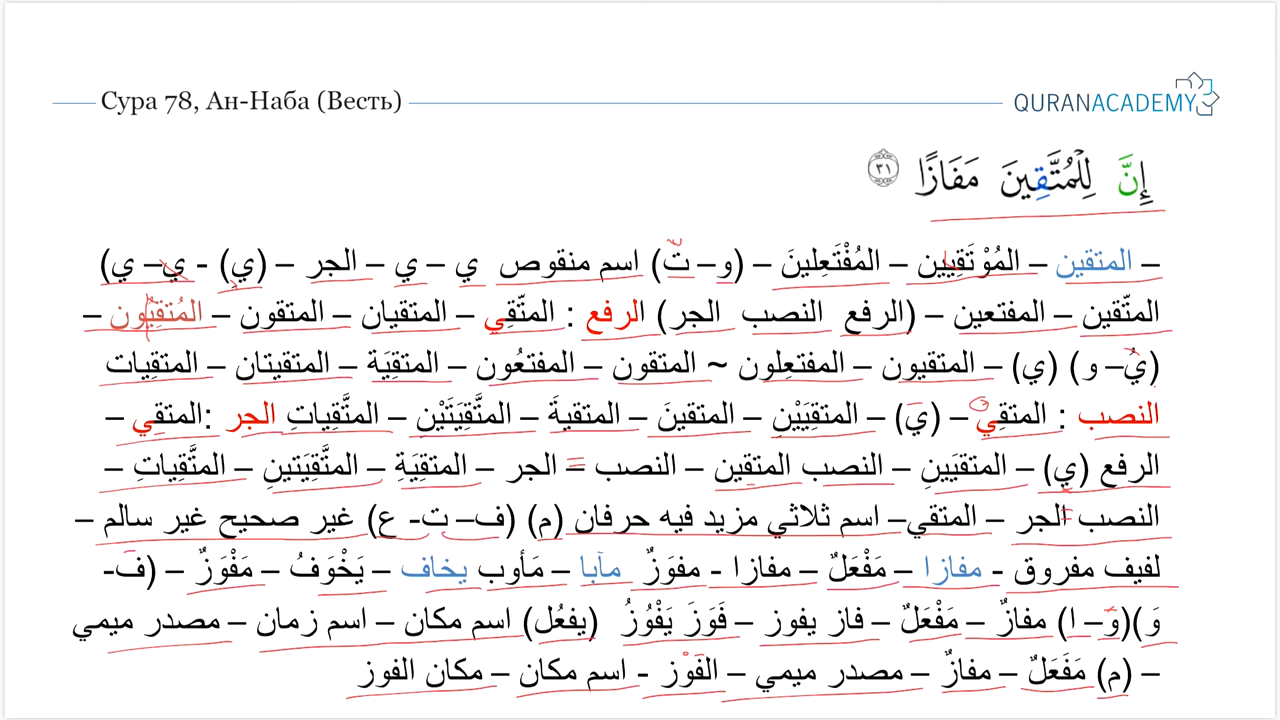 Сура 78, Ан-Наба (Весть)
QURANACADEMY
إِنَّ لِلْمُتَّقِينَ مَفَازًا ٣١
– المتقين – المُوْتَقِيِين – المُفْتَعِلينَ – (و – تْ) اسم منقوص ي – ي – الجر – (ي) - ي– ي)
المتّقين – المفتعين – (الرفع النصب الجر) الرفع : المتّقِي – المتقيان – المتقون – المُتقِيُون –
(يُ– و) (ي) – المتقيون – المفتعِلون ~ المتقون – المفتعُون – المتقِيَة – المتقيتان – المتقِيات
النصب : المتقِي – (يَ) – المتقِيَيْن – المتقينَ – المتقيةَ – المتَّقِيَتَيْنِ – المتَّقِياتِ الجر :المتقي –
الرفع (ي) – المتقيَينِ – النصب المتقين – النصب – الجر – المتقِيَةِ – المتَّقِيَتينِ – المتَّقِياتِ –
النصب الجر – المتقي– اسم ثلاثي مزيد فيه حرفان (م) (ف– ت- ع) غير صحيح غير سالم –
لفيف مفروق - مفازا – مَفْعَلٌ – مفازا - مفوَزٌ مآبا – مَأوب يخاف – يَخْوَفُ – مَفْوَزٌ – (فَ-
وَ)(وَ– ا) مفازٌ – مَفْعَلٌ – فاز يفوز – فَوَزَ يَفْوُزُ (يفعُل) اسم مكان – اسم زمان – مصدر ميمي
– (م) مَفَعَلٌ – مفازٌ – مصدر ميمي – الفَوْز - اسم مكان – مكان الفوز